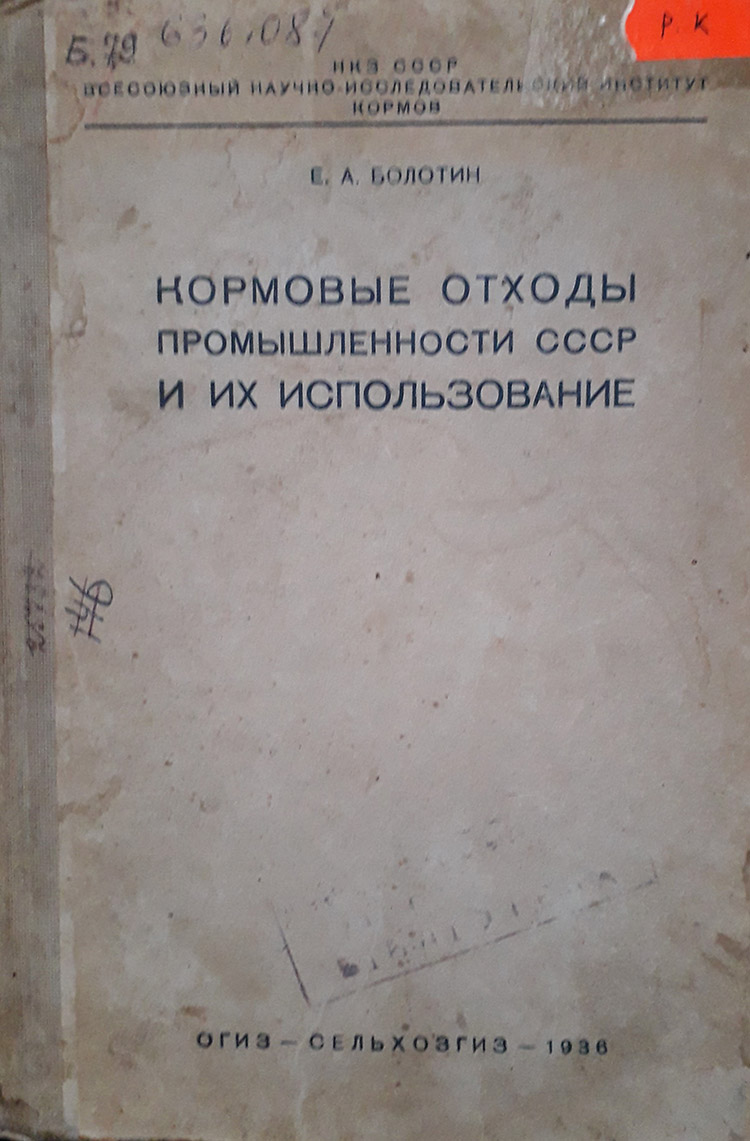 Б.79 636.087
Р.К
НКЗ СССР
ВСЕСОЮЗНЫЙ НАУЧНО-ИССЛЕДОВАТЕЛЬСКИЙ ИНСТИТУТ
КОРМОВ
Е. А. БОЛОТИН
КОРМОВЫЕ ОТХОДЫ
ПРОМЫШЛЕННОСТИ СССР
И ИХ ИСПОЛЬЗОВАНИЕ
ОГИЗ — СЕЛЬХОЗГИЗ — 1936